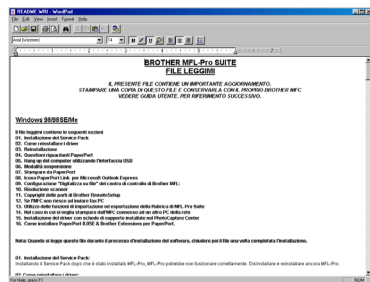 README.WRI - WordPad
File Edit View Insert Format Help
Arial (Western) 14
BROTHER MFL-Pro SUITE
FILE LEGGIMI
IL PRESENTE FILE CONTIENE UN IMPORTANTE AGGIORNAMENTO.
STAMPARE UNA COPIA DI QUESTO FILE E CONSERVARLA CON IL PROPRIO BROTHER MFC
VEDERE GUIDA UTENTE. PER RIFERIMENTO SUCCESSIVO.
Windows 98/98SE/Me
Il file leggimi contiene le seguenti sezioni
01. Installazione del Service Pack
02. Come reinstallare i driver
03. Reinstallazione
04. Questioni riguardanti PaperPort
05. Hang up del computer utilizzando l'interfaccia USB
06. Modalità sospensione
07. Stampare da PaperPort
08. Icona PaperPort Link per Microsoft Outlook Express
09. Configurazione "Digitalizza su file" del centro di controllo di Brother MFL:
10. Risoluzione scanner
11. Copyright delle parti di Brother RemoteSetup
12. Se l'MFC non riesce ad inviare fax PC
13. Utilizzo delle funzioni di importazione ed esportazione della Rubrica di MFL-Pro Suite
14. Nel caso in cui si voglia stampare dall'MFC connesso ad un altro PC della rete
15. Installazione dei driver con schede di supporto installate nel PhotoCapture Center
16. Come installare PaperPort 8.0SE & Brother Extensions per PaperPort.
Nota: Quando si legge questo file durante il processo d'installazione del software, chiudere poi il file una volta completata l'installazione.
01. Installazione del Service Pack:
Installando il Service Pack dopo che è stato installato MFL-Pro, MFL-Pro potrebbe non funzionare correttamente. Disinstallare e reinstallare ancora MFL-Pro.
02. Come reinstallare i driver:
For Help, press F1 NUM